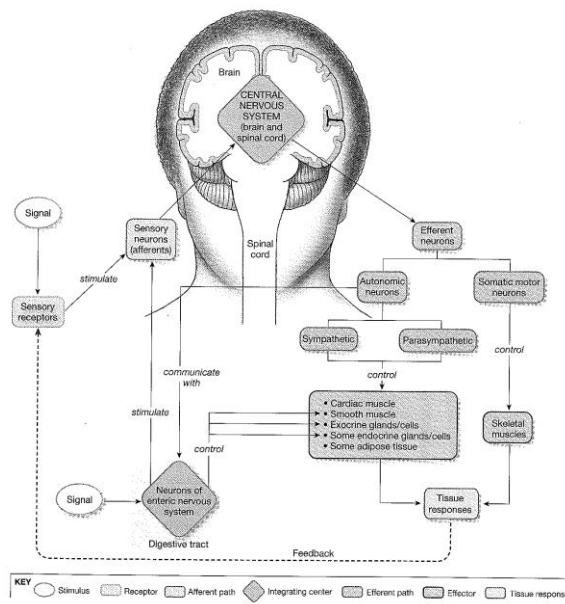 Brain
CENTRAL
NERVOUS
SYSTEM
(brain and
spinal cord)
Signal
Sensory
neurons
(afferents)
Efferent
neurons
Spinal
cord
stimulate
Sensory
receptors
Autonomic
neurons
Somatic motor
neurons
Sympathetic
Parasympathetic
control
communicate
with
control
stimulate
• Cardiac muscle
• Smooth muscle
• Exocrine glands/cells
• Some endocrine glands/cells
• Some adipose tissue
Skeletal
muscles
control
Signal
Neurons of
enteric nervous
system
Tissue
responses
Digestive tract
Feedback
KEY
Stimulus
Receptor
Afferent path
Integrating center
Efferent path
Effector
Tissue respons